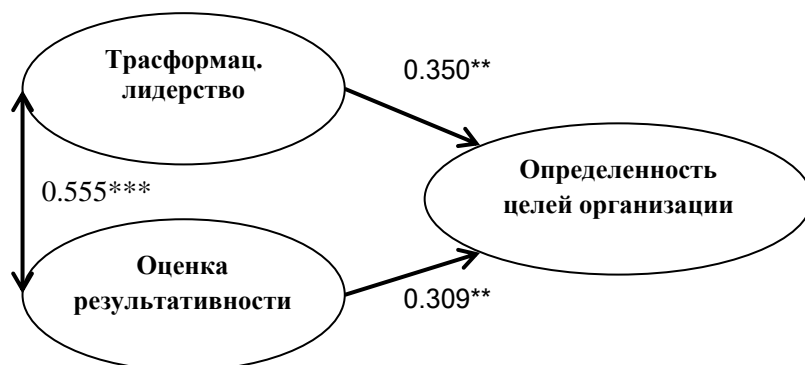 Трасформац.
лидерство
0.350**
Определенность
целей организации
0.555***
Оценка
результативности
0.309**